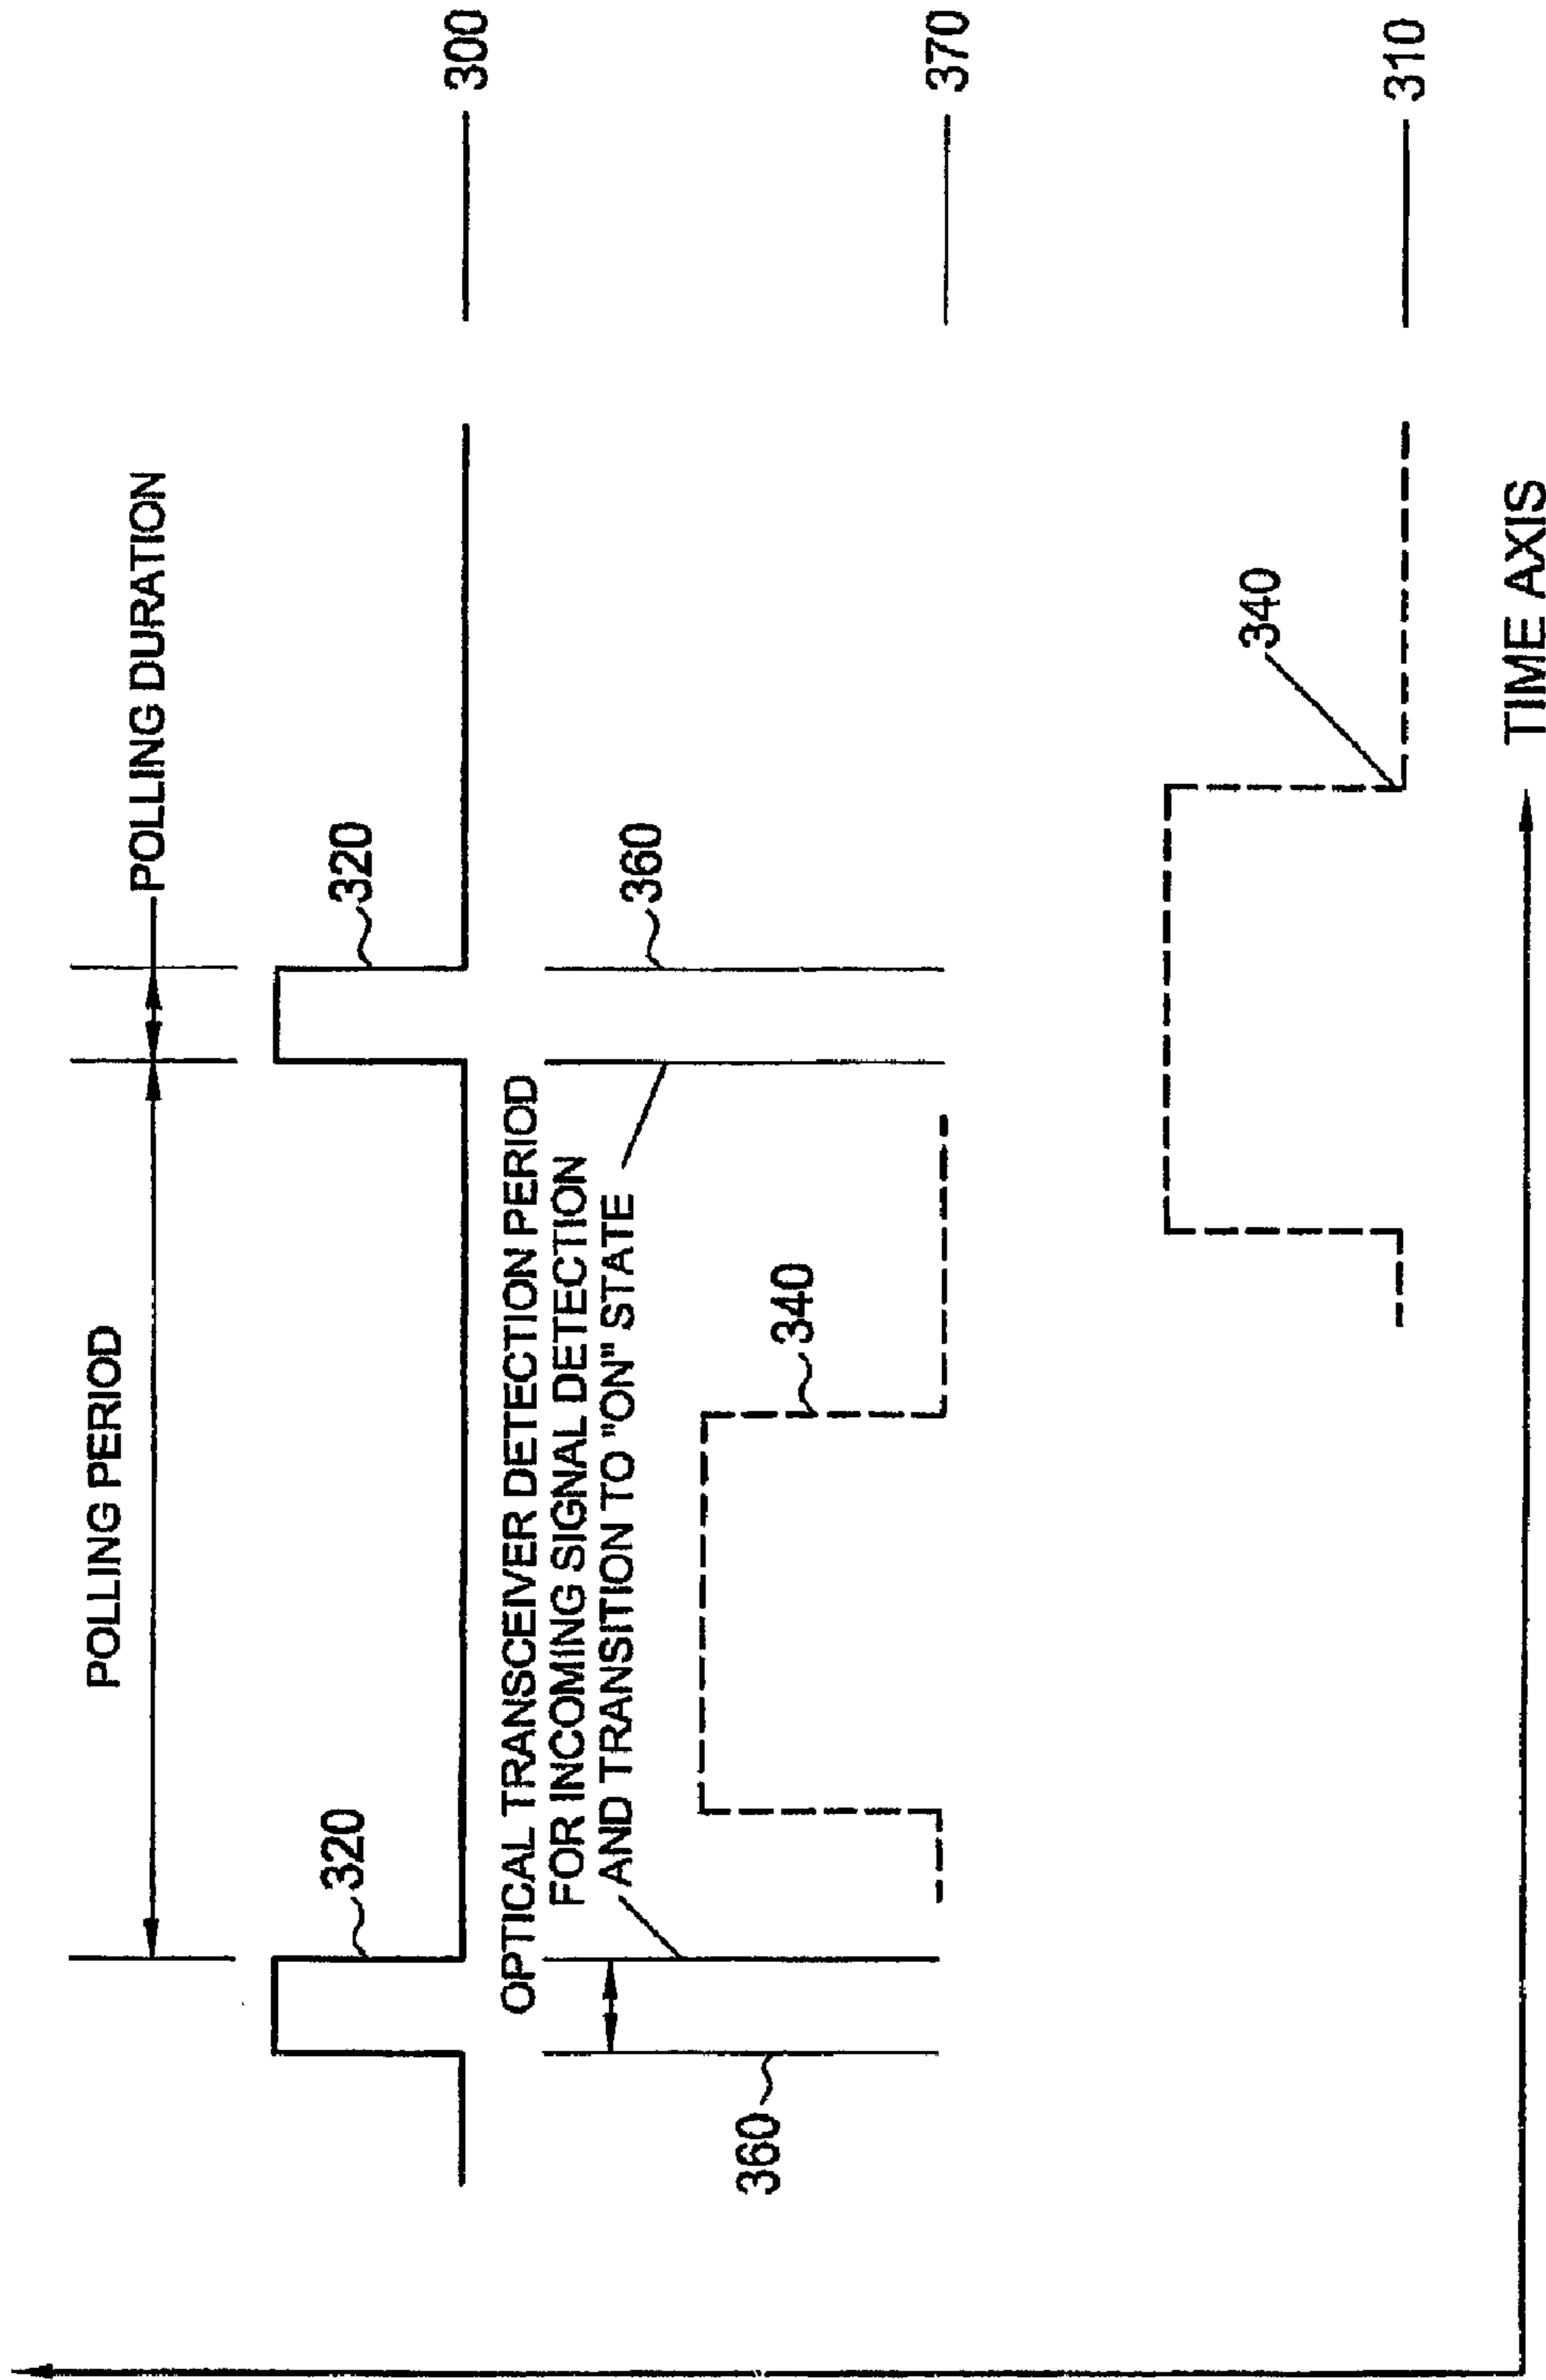 POLLING PERIOD
POLLING DURATION
320
320
300
OPTICAL TRANSCEIVER DETECTION PERIOD
FOR INCOMING SIGNAL DETECTION
AND TRANSITION TO "ON" STATE
360
360
340
370
340
310
TIME AXIS